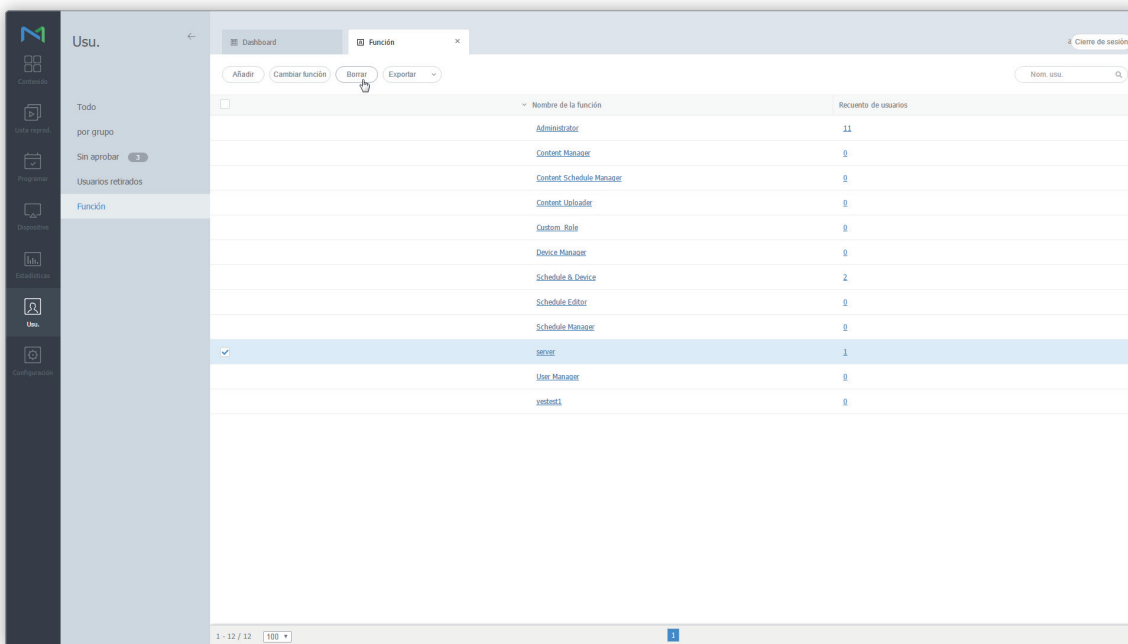 Contenido
Lista reprod.
Programar
Dispositivo
Estadísticas
Usu.
Configuración
Usu.
Todo
por grupo
Sin aprobar 3
Usuarios retirados
Función
Dashboard
Función
Cierre de sesión
Añadir
Cambiar función
Borrar
Exportar
Nom. usu.
Nombre de la función Recuento de usuarios
Administrator 11
Content Manager 0
Content Schedule Manager 0
Content Uploader 0
Custom_Role 0
Device Manager 0
Schedule & Device 2
Schedule Editor 0
Schedule Manager 0
server 1
User Manager 0
vestest1 0
1 - 12 / 12 100
1